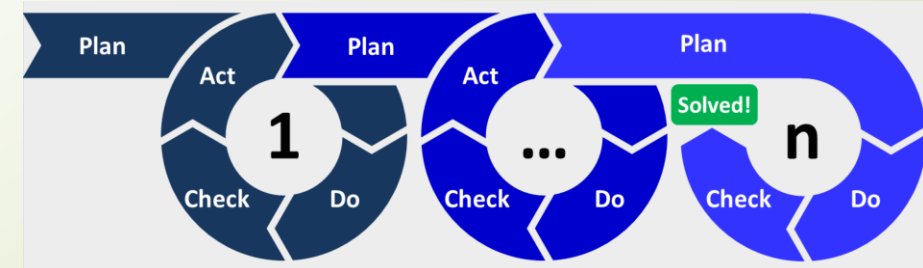 Plan
Act
1
Check
Do
Plan
Act
...
Check
Do
Plan
Solved!
n
Check
Do